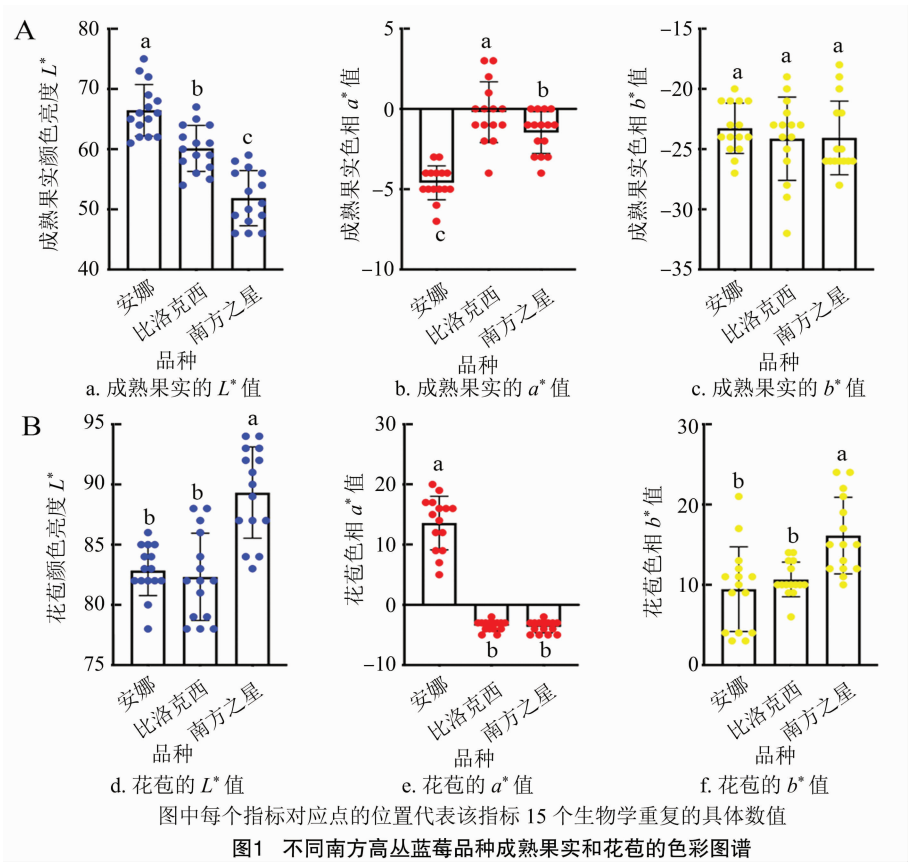 A
成熟果实颜色亮度 L*
80
70
60
50
40
a
b
c
安娜
比洛克西
南方之星
品种
a. 成熟果实的 L* 值
成熟果实色相 a* 值
5
0
−5
−10
c
a
b
安娜
比洛克西
南方之星
品种
b. 成熟果实的 a* 值
成熟果实色相 b* 值
−15
−20
−25
−30
−35
a
a
a
安娜
比洛克西
南方之星
品种
c. 成熟果实的 b* 值
B
花苞颜色亮度 L*
95
90
85
80
75
b
b
a
安娜
比洛克西
南方之星
品种
d. 花苞的 L* 值
花苞色相 a* 值
30
20
10
0
−10
a
b
b
安娜
比洛克西
南方之星
品种
e. 花苞的 a* 值
花苞色相 b* 值
30
20
10
0
b
b
a
安娜
比洛克西
南方之星
品种
f. 花苞的 b* 值
图中每个指标对应点的位置代表该指标 15 个生物学重复的具体数值
图1 不同南方高丛蓝莓品种成熟果实和花苞的色彩图谱